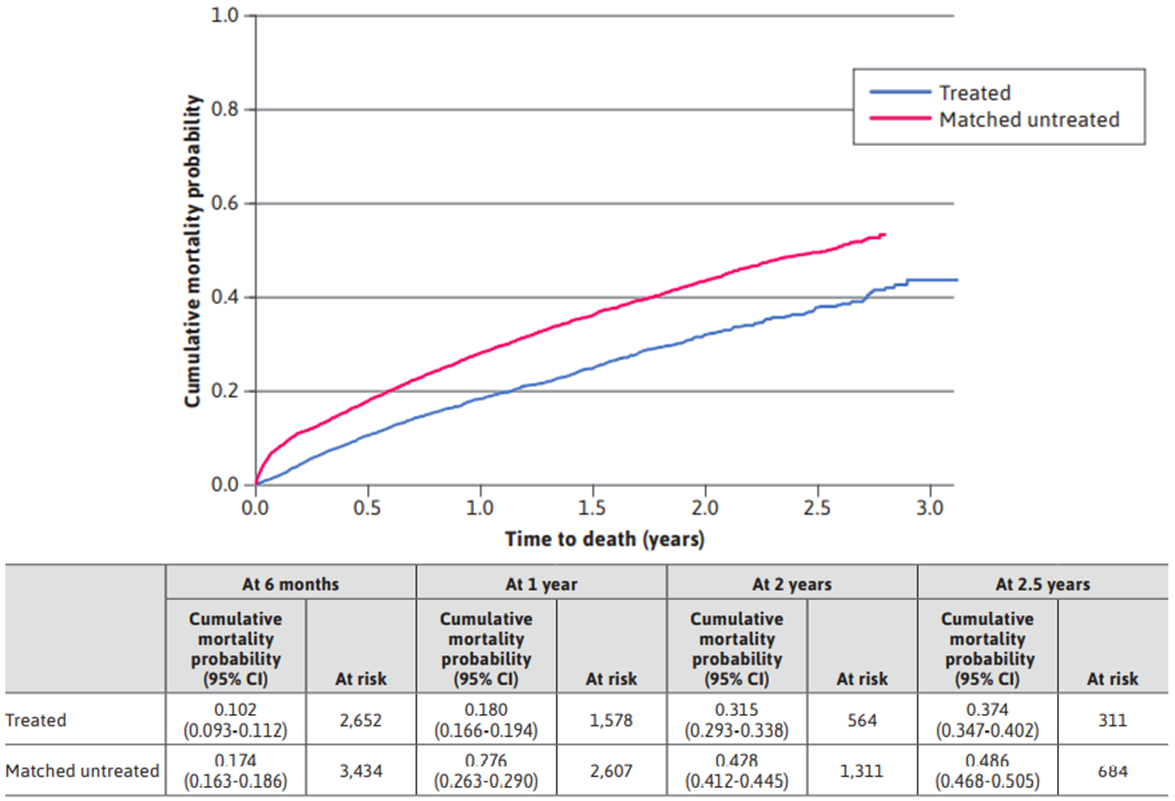 1.0
0.8
0.6
0.4
0.2
0.0
Cumulative mortality probability
Treated
Matched untreated
0.0 0.5 1.0 1.5 2.0 2.5 3.0
Time to death (years)
At 6 months At 1 year At 2 years At 2.5 years
Cumulative mortality probability (95% CI) At risk Cumulative mortality probability (95% CI) At risk Cumulative mortality probability (95% CI) At risk Cumulative mortality probability (95% CI) At risk
Treated 0.102 (0.093-0.112) 2,652 0.180 (0.166-0.194) 1,578 0.315 (0.293-0.338) 564 0.374 (0.347-0.402) 311
Matched untreated 0.174 (0.163-0.186) 3,434 0.276 (0.263-0.290) 2,607 0.428 (0.412-0.445) 1,311 0.486 (0.468-0.505) 684